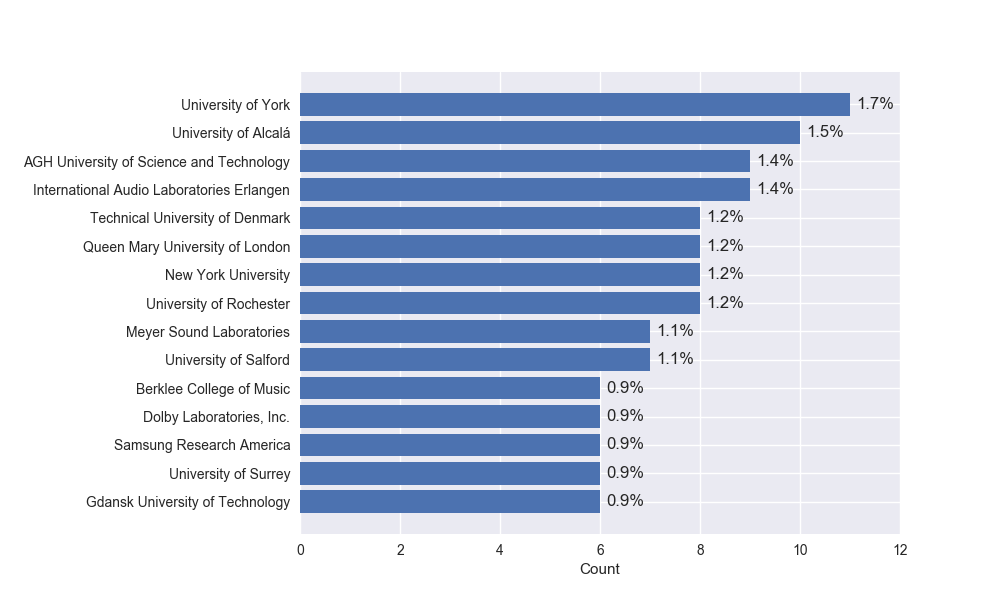 University of York 1.7%
University of Alcalá 1.5%
AGH University of Science and Technology 1.4%
International Audio Laboratories Erlangen 1.4%
Technical University of Denmark 1.2%
Queen Mary University of London 1.2%
New York University 1.2%
University of Rochester 1.2%
Meyer Sound Laboratories 1.1%
University of Salford 1.1%
Berklee College of Music 0.9%
Dolby Laboratories, Inc. 0.9%
Samsung Research America 0.9%
University of Surrey 0.9%
Gdansk University of Technology 0.9%
0 2 4 6 8 10 12
Count